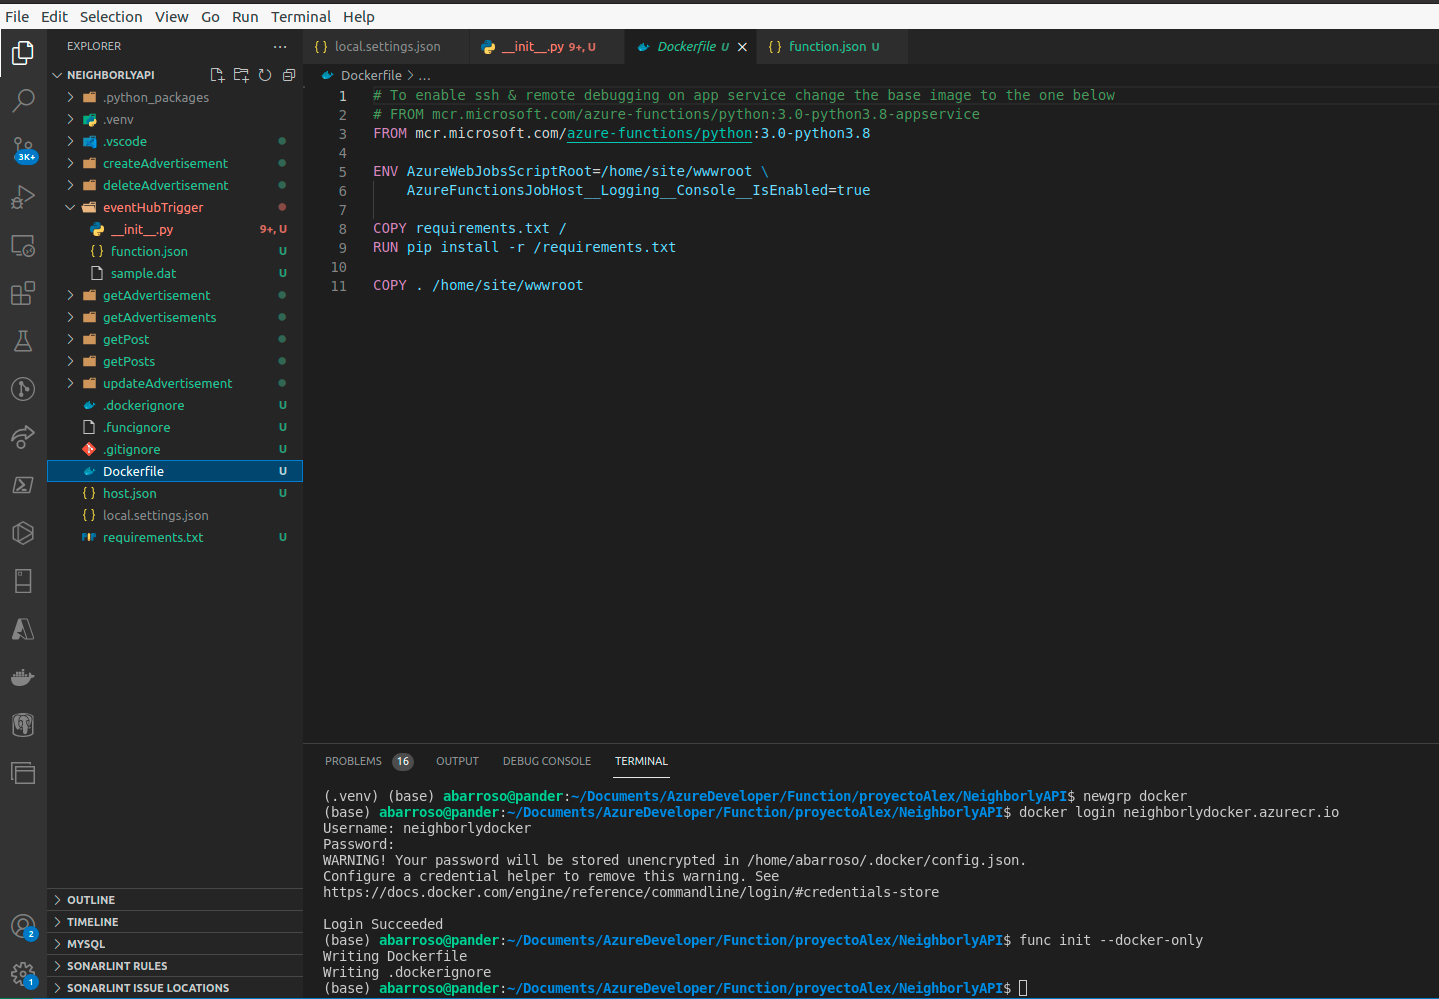 File Edit Selection View Go Run Terminal Help
EXPLORER ...
NEIGHBORLYAPI
.python_packages
.venv
.vscode
createAdvertisement
deleteAdvertisement
eventHubTrigger
__init__.py 9+, U
function.json U
sample.dat U
getAdvertisement
getAdvertisements
getPost
getPosts
updateAdvertisement
.dockerignore U
.funcignore U
.gitignore U
Dockerfile U
host.json U
local.settings.json
requirements.txt U
OUTLINE
TIMELINE
MYSQL
SONARLINT RULES
SONARLINT ISSUE LOCATIONS
3K+
2
1
local.settings.json __init__.py 9+, U Dockerfile U function.json U
Dockerfile > ...
1 # To enable ssh & remote debugging on app service change the base image to the one below
2 # FROM mcr.microsoft.com/azure-functions/python:3.0-python3.8-appservice
3 FROM mcr.microsoft.com/azure-functions/python:3.0-python3.8
4
5 ENV AzureWebJobsScriptRoot=/home/site/wwwroot \
6 AzureFunctionsJobHost__Logging__Console__IsEnabled=true
7
8 COPY requirements.txt /
9 RUN pip install -r /requirements.txt
10
11 COPY . /home/site/wwwroot
PROBLEMS 16 OUTPUT DEBUG CONSOLE TERMINAL
(.venv) (base) abarroso@pander:~/Documents/AzureDeveloper/Function/proyectoAlex/NeighborlyAPI$ newgrp docker
(base) abarroso@pander:~/Documents/AzureDeveloper/Function/proyectoAlex/NeighborlyAPI$ docker login neighborlydocker.azurecr.io
Username: neighborlydocker
Password:
WARNING! Your password will be stored unencrypted in /home/abarroso/.docker/config.json.
Configure a credential helper to remove this warning. See
https://docs.docker.com/engine/reference/commandline/login/#credentials-store
Login Succeeded
(base) abarroso@pander:~/Documents/AzureDeveloper/Function/proyectoAlex/NeighborlyAPI$ func init --docker-only
Writing Dockerfile
Writing .dockerignore
(base) abarroso@pander:~/Documents/AzureDeveloper/Function/proyectoAlex/NeighborlyAPI$